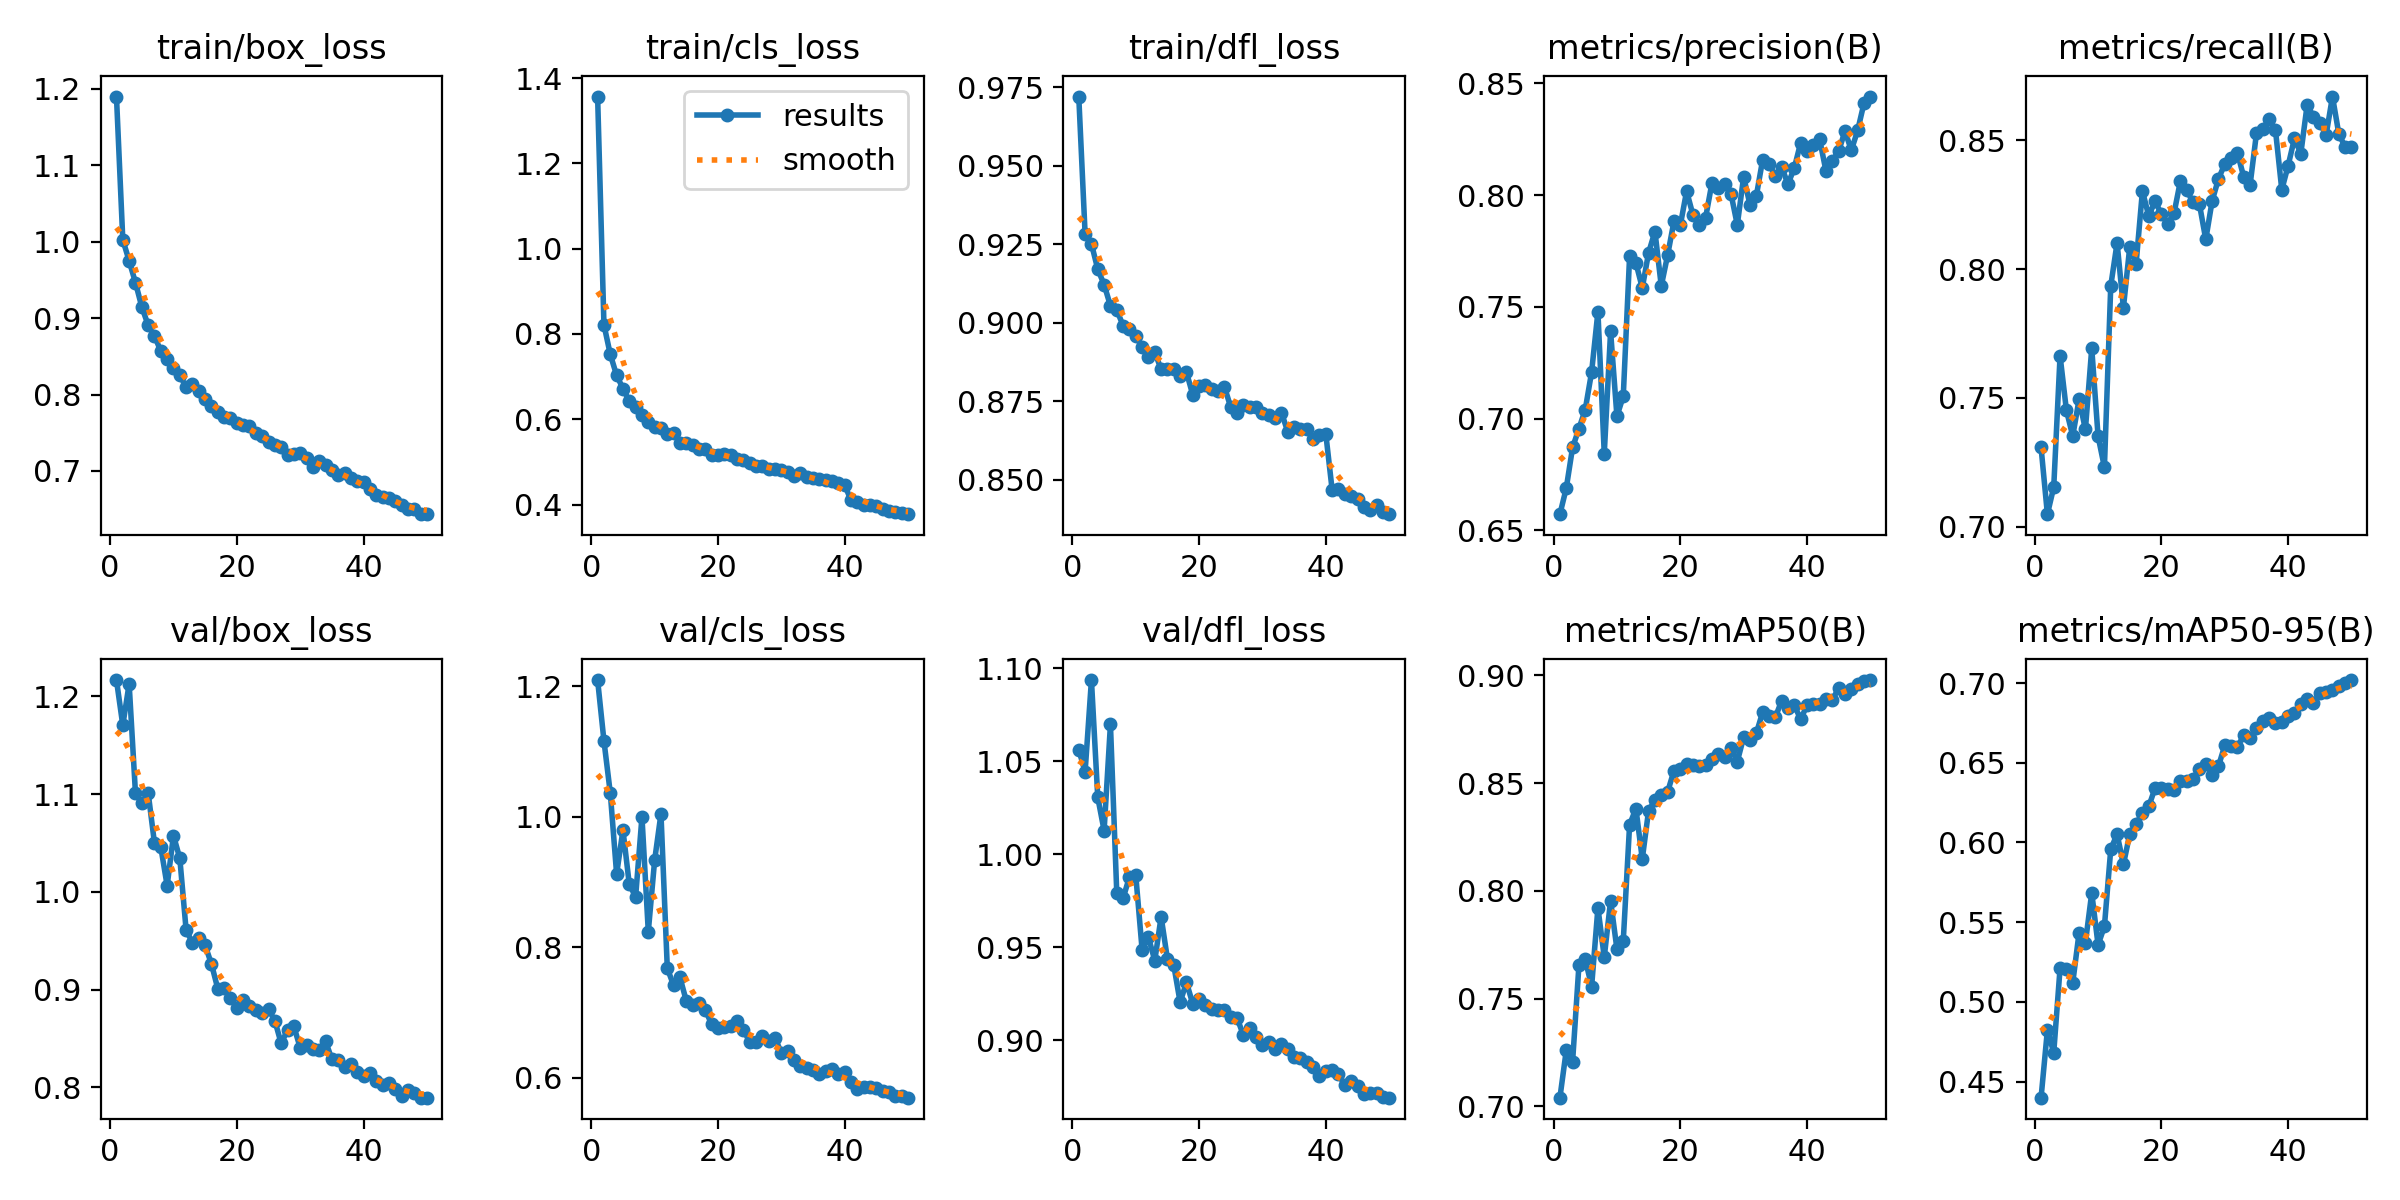 train/box_loss
1.2
1.1
1.0
0.9
0.8
0.7
0 20 40
train/cls_loss
1.4
1.2
1.0
0.8
0.6
0.4
results
smooth
0 20 40
train/dfl_loss
0.975
0.950
0.925
0.900
0.875
0.850
0 20 40
metrics/precision(B)
0.85
0.80
0.75
0.70
0.65
0 20 40
metrics/recall(B)
0.85
0.80
0.75
0.70
0 20 40
val/box_loss
1.2
1.1
1.0
0.9
0.8
0 20 40
val/cls_loss
1.2
1.0
0.8
0.6
0 20 40
val/dfl_loss
1.10
1.05
1.00
0.95
0.90
0 20 40
metrics/mAP50(B)
0.90
0.85
0.80
0.75
0.70
0 20 40
metrics/mAP50-95(B)
0.70
0.65
0.60
0.55
0.50
0.45
0 20 40